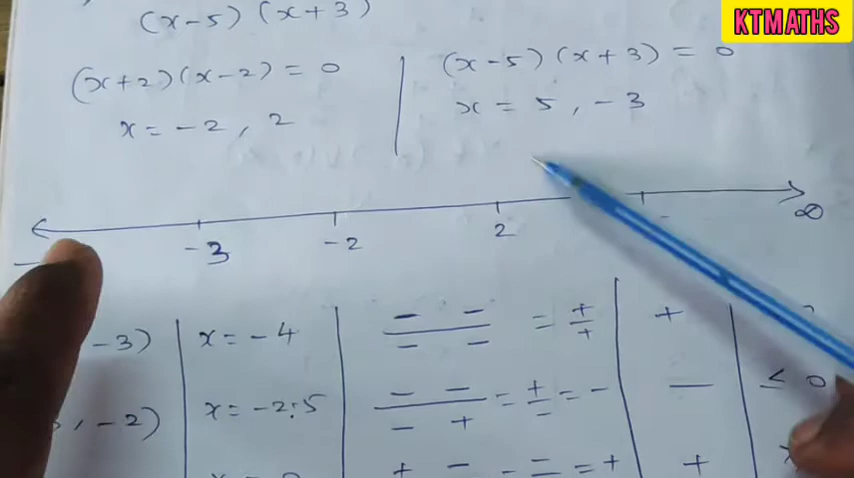 KTMATHS
(x-5) (x+3)
(x+2)(x-2) = 0
x = -2, 2
(x-5) (x+3) = 0
x = 5, -3
-3 -2 2 ∞
-3) x = -4 - - / - - = + / + +
, -2) x = -2.5 - - / - + = + / - = - - ≤ 0
+ - - = = + +